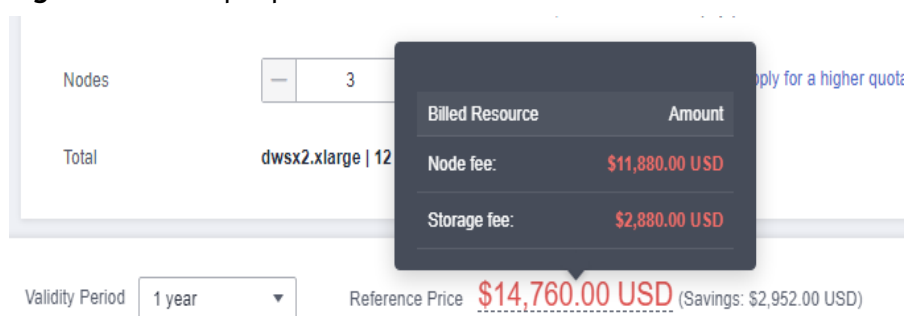 Nodes
3
ply for a higher quota
Billed Resource Amount
Total
dwsx2.xlarge | 12
Node fee: $11,880.00 USD
Storage fee: $2,880.00 USD
Validity Period 1 year Reference Price $14,760.00 USD (Savings: $2,952.00 USD)